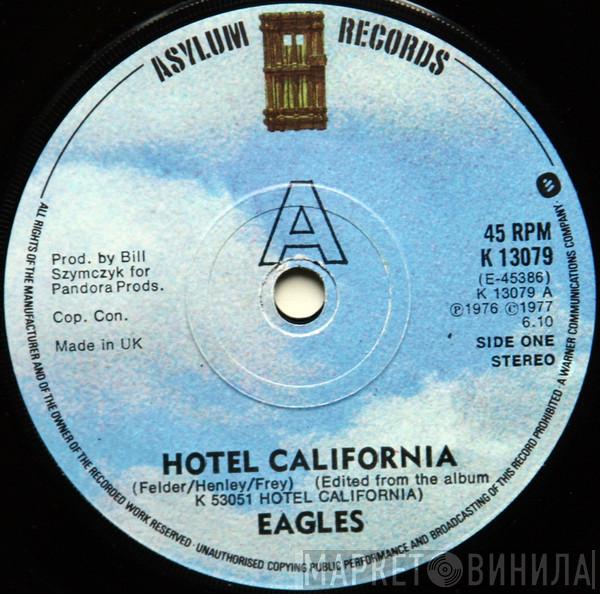 ASYLUM RECORDS
A
Prod. by Bill
Szymczyk for
Pandora Prods.
Cop. Con.
Made in UK
45 RPM
K 13079
(E-45386)
K 13079 A
Ⓟ1976 ©1977
6.10
SIDE ONE
STEREO
HOTEL CALIFORNIA
(Felder/Henley/Frey) (Edited from the album
K 53051 HOTEL CALIFORNIA)
EAGLES
ALL RIGHTS OF THE MANUFACTURER AND OF THE OWNER OF THE RECORDED WORK RESERVED · UNAUTHORISED COPYING PUBLIC PERFORMANCE AND BROADCASTING OF THIS RECORD PROHIBITED · A WARNER COMMUNICATIONS COMPANY ·
МАРКЕТ ВИНИЛА